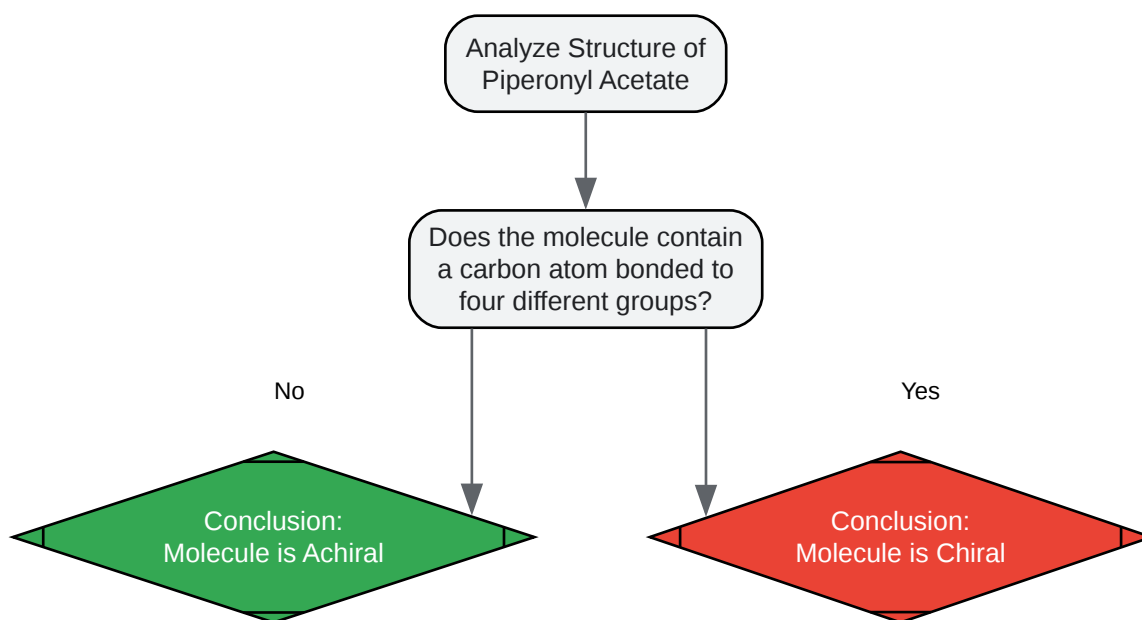 Analyze Structure of
Piperonyl Acetate
Does the molecule contain
a carbon atom bonded to
four different groups?
No
Yes
Conclusion:
Molecule is Achiral
Conclusion:
Molecule is Chiral